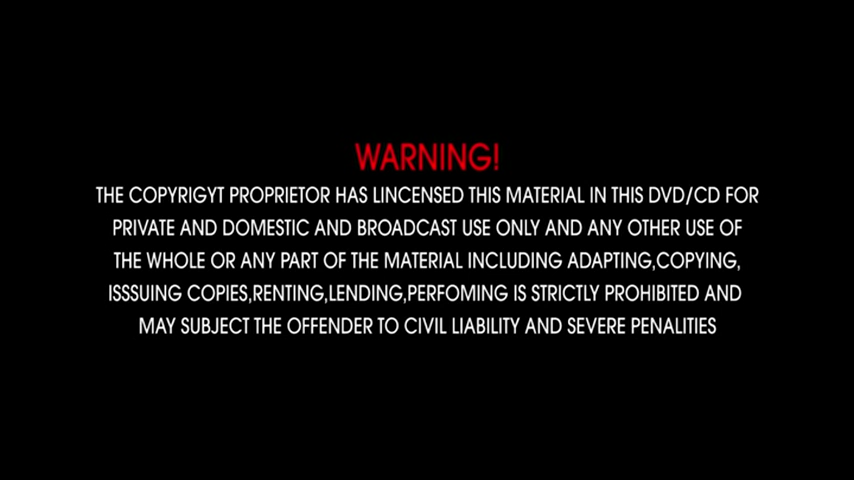 WARNING!
THE COPYRIGYT PROPRIETOR HAS LINCENSED THIS MATERIAL IN THIS DVD/CD FOR
PRIVATE AND DOMESTIC AND BROADCAST USE ONLY AND ANY OTHER USE OF
THE WHOLE OR ANY PART OF THE MATERIAL INCLUDING ADAPTING,COPYING,
ISSSUING COPIES,RENTING,LENDING,PERFOMING IS STRICTLY PROHIBITED AND
MAY SUBJECT THE OFFENDER TO CIVIL LIABILITY AND SEVERE PENALITIES